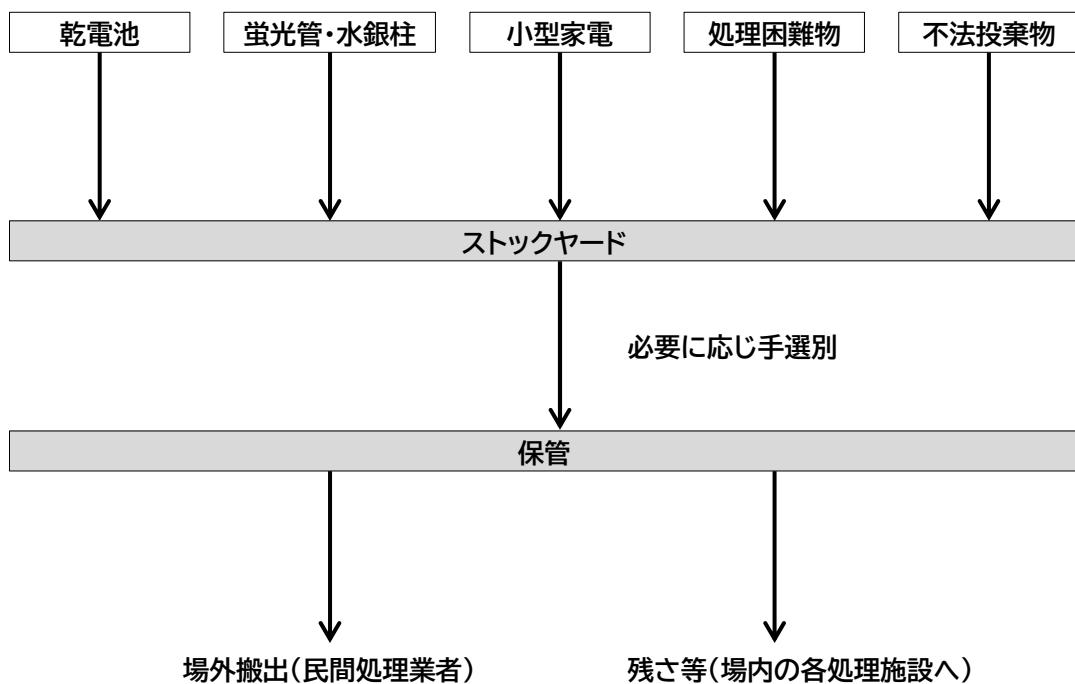 乾電池
蛍光管・水銀柱
小型家電
処理困難物
不法投棄物
ストックヤード
必要に応じ手選別
保管
場外搬出(民間処理業者)
残さ等(場内の各処理施設へ)